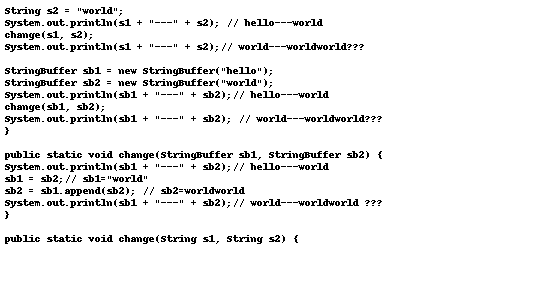 String s2 = "world";
System.out.println(s1 + "---" + s2); // hello---world
change(s1, s2);
System.out.println(s1 + "---" + s2);// world---worldworld???
StringBuffer sb1 = new StringBuffer("hello");
StringBuffer sb2 = new StringBuffer("world");
System.out.println(sb1 + "---" + sb2);// hello---world
change(sb1, sb2);
System.out.println(sb1 + "---" + sb2); // world---worldworld???
}
public static void change(StringBuffer sb1, StringBuffer sb2) {
System.out.println(sb1 + "---" + sb2);// hello---world
sb1 = sb2;// sb1="world"
sb2 = sb1.append(sb2); // sb2=worldworld
System.out.println(sb1 + "---" + sb2);// world---worldworld ???
}
public static void change(String s1, String s2) {